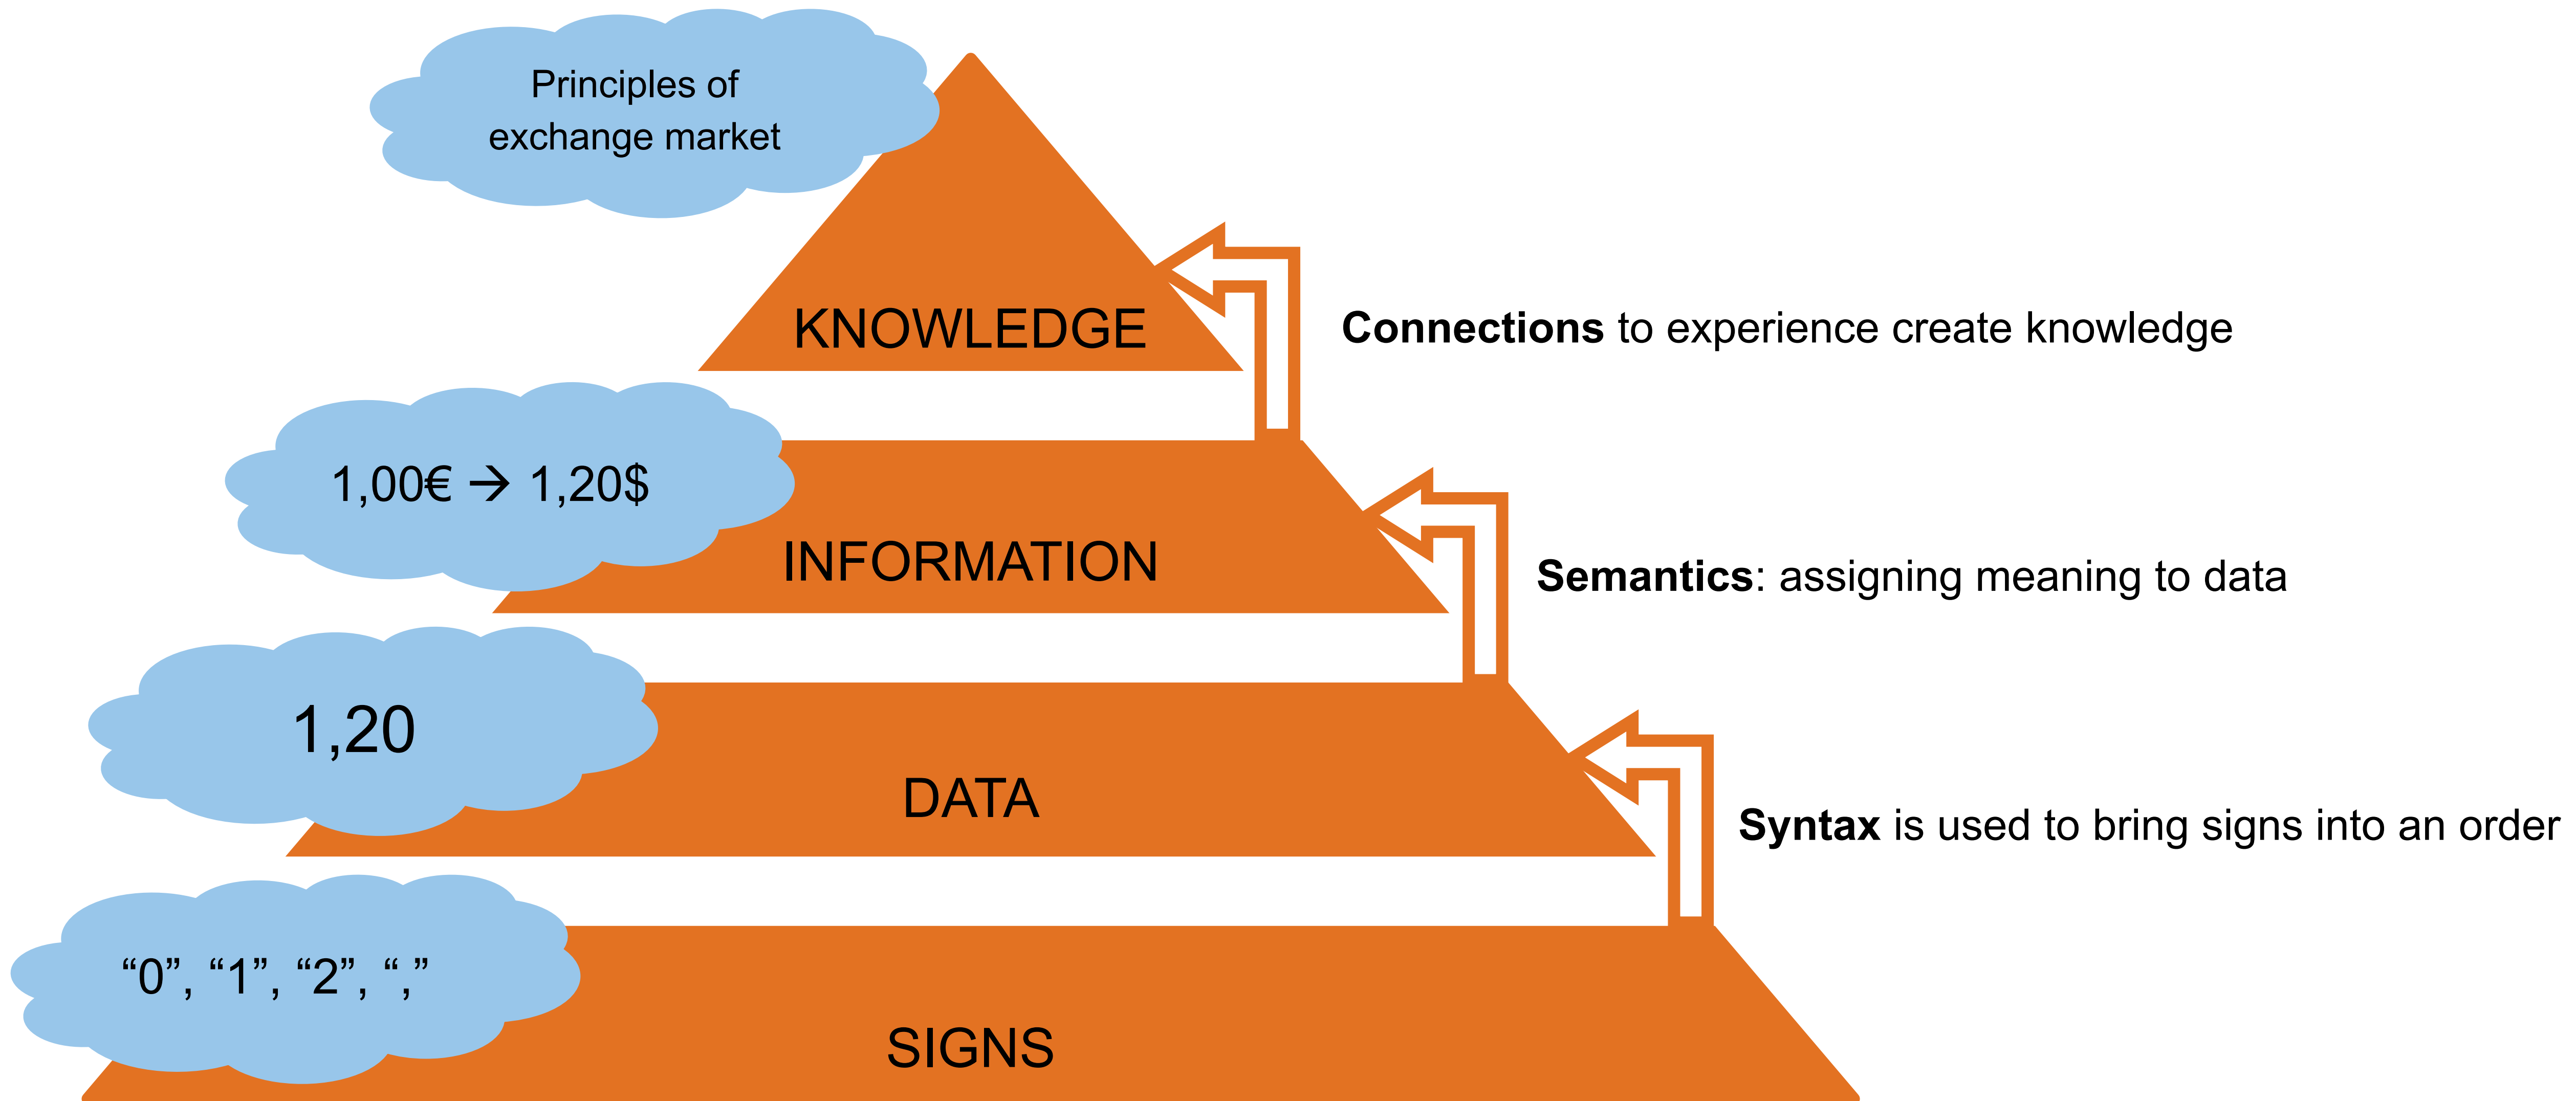 Principles of
exchange market
KNOWLEDGE
Connections to experience create knowledge
1,00€ → 1,20$
INFORMATION
Semantics: assigning meaning to data
1,20
DATA
Syntax is used to bring signs into an order
“0”, “1”, “2”, “,”
SIGNS